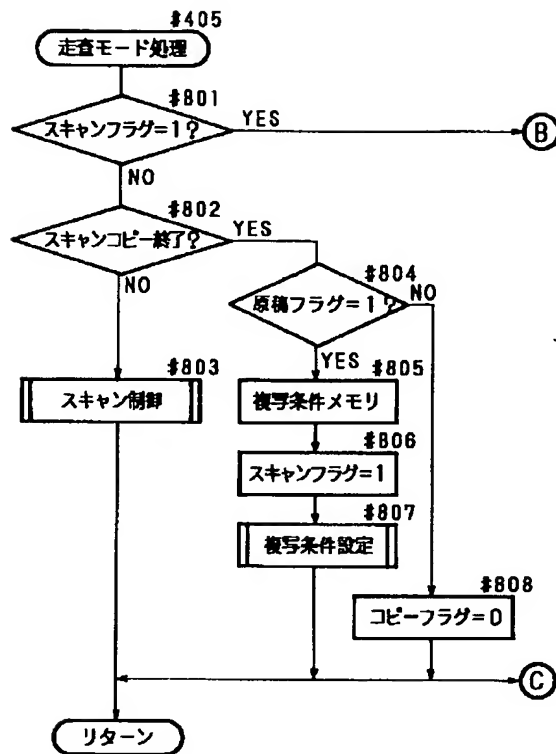 #405
走査モード処理
#801
スキャンフラグ=1?
YES
B
NO
#802
スキャンコピー終了?
YES
NO
#804
原稿フラグ=1?
NO
YES
#803
スキャン制御
#805
複写条件メモリ
#806
スキャンフラグ=1
#807
複写条件設定
#808
コピーフラグ=0
C
リターン